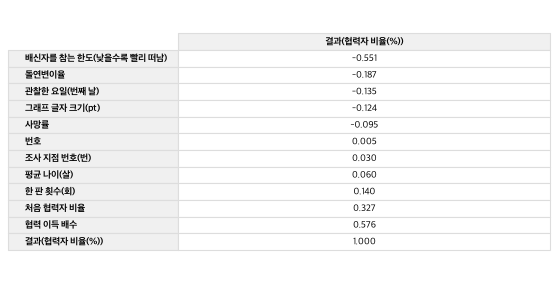 결과(협력자 비율(%))
배신자를 참는 한도(낮을수록 빨리 떠남) -0.551
돌연변이율 -0.187
관찰한 요일(번째 날) -0.135
그래프 글자 크기(pt) -0.124
사망률 -0.095
번호 0.005
조사 지점 번호(번) 0.030
평균 나이(살) 0.060
한 판 횟수(회) 0.140
처음 협력자 비율 0.327
협력 이득 배수 0.576
결과(협력자 비율(%)) 1.000